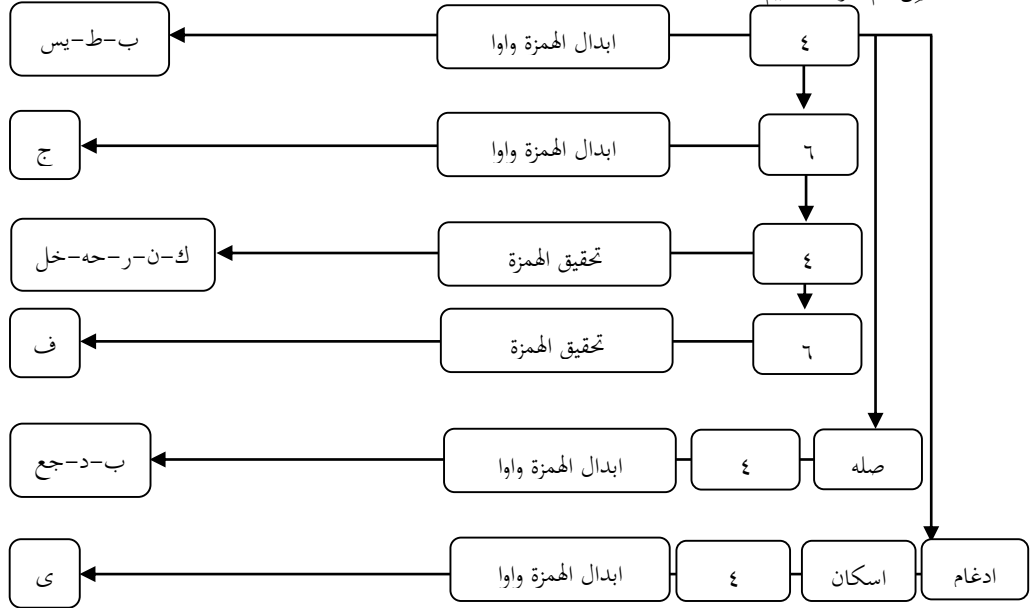 ٤ ابدال الهمزة واوا ب-ط-يس
٦ ابدال الهمزة واوا ج
٤ تحقيق الهمزة ك-ن-ر-حه-خل
٦ تحقيق الهمزة ف
صله ٤ ابدال الهمزة واوا ب-د-جع
ادغام اسكان ٤ ابدال الهمزة واوا ى